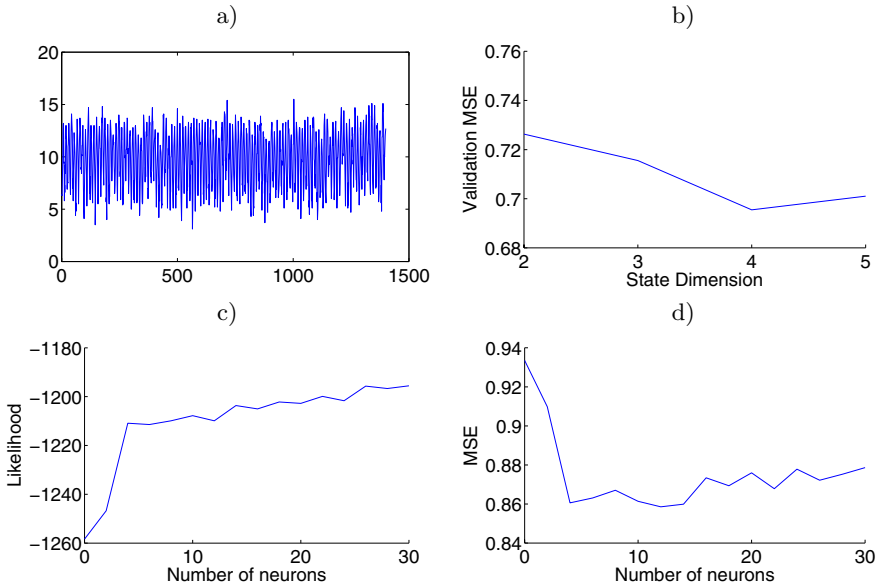 a)
20
15
10
5
0
0 500 1000 1500
b)
Validation MSE
0.76
0.74
0.72
0.7
0.68
2 3 4 5
State Dimension
c)
Likelihood
−1180
−1200
−1220
−1240
−1260
0 10 20 30
Number of neurons
d)
MSE
0.94
0.92
0.9
0.88
0.86
0.84
0 10 20 30
Number of neurons